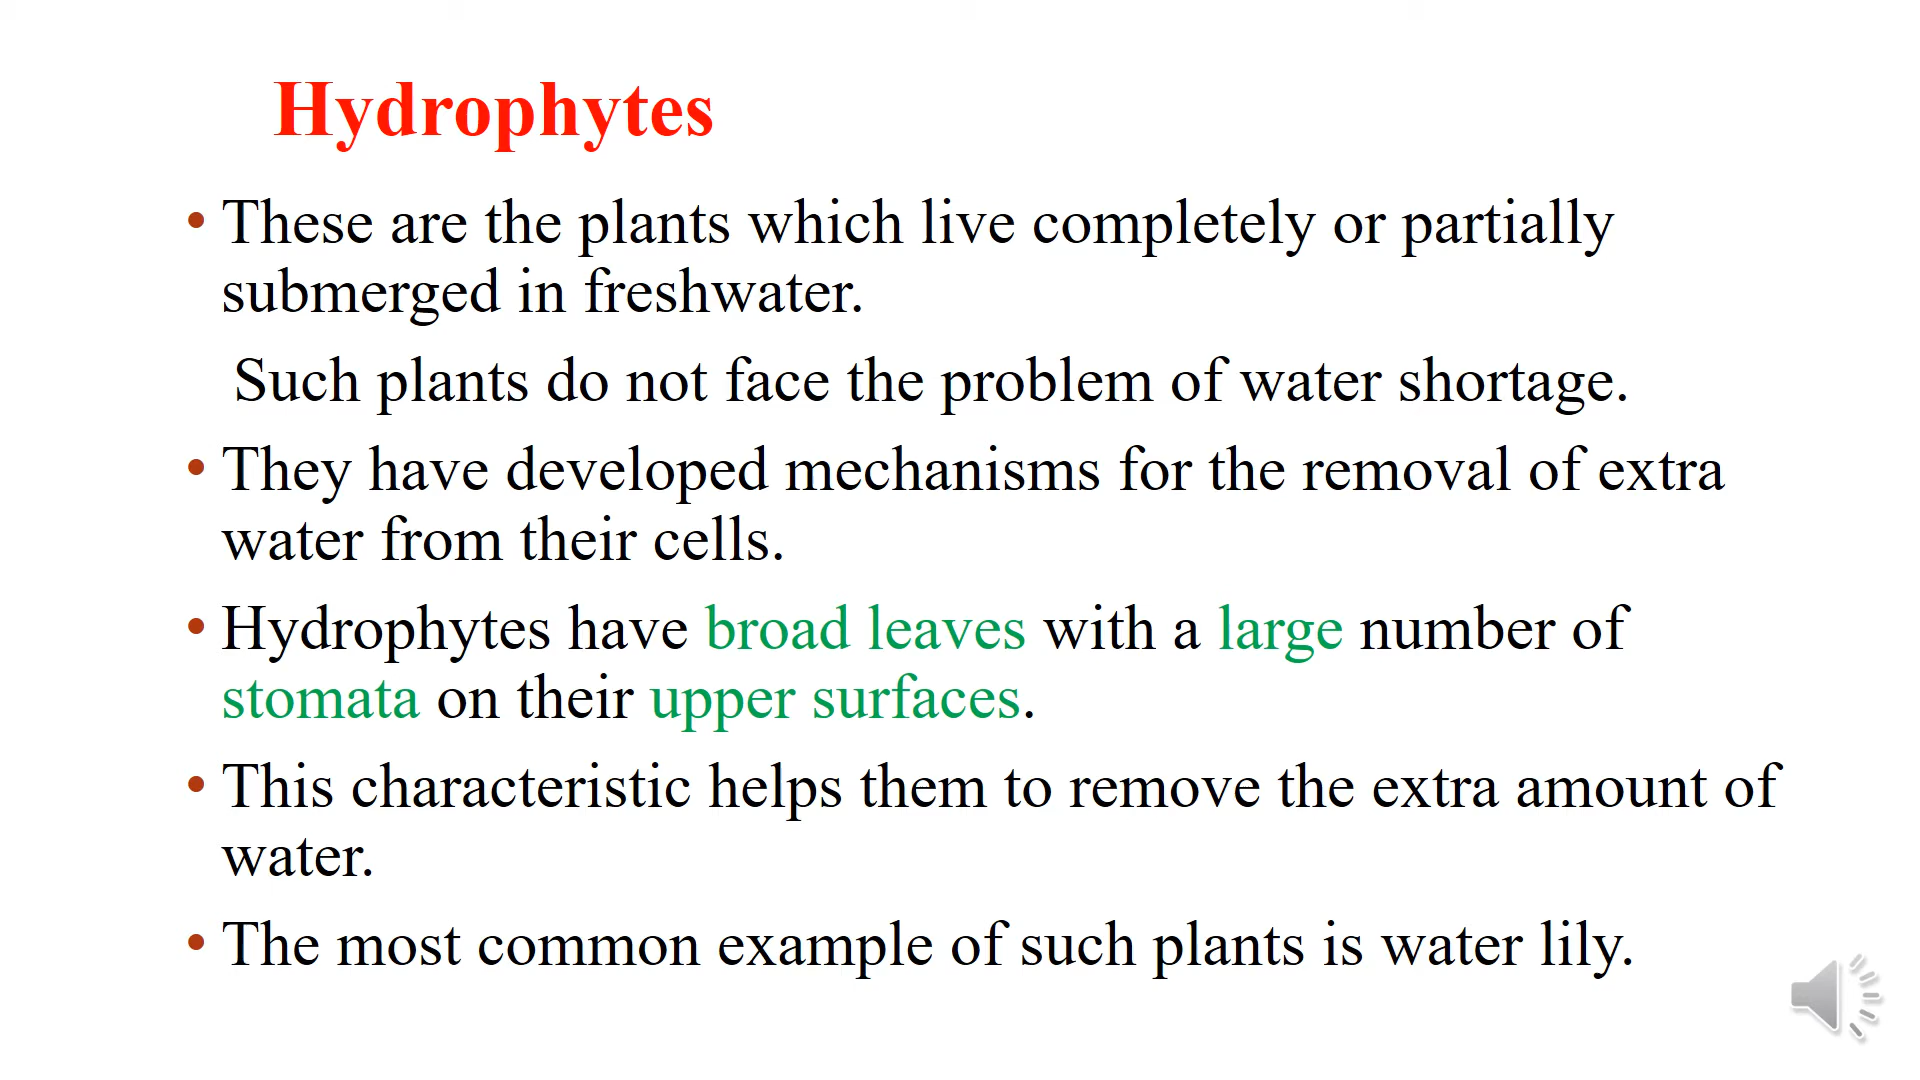 Hydrophytes
• These are the plants which live completely or partially
submerged in freshwater.
Such plants do not face the problem of water shortage.
• They have developed mechanisms for the removal of extra
water from their cells.
• Hydrophytes have broad leaves with a large number of
stomata on their upper surfaces.
• This characteristic helps them to remove the extra amount of
water.
• The most common example of such plants is water lily.